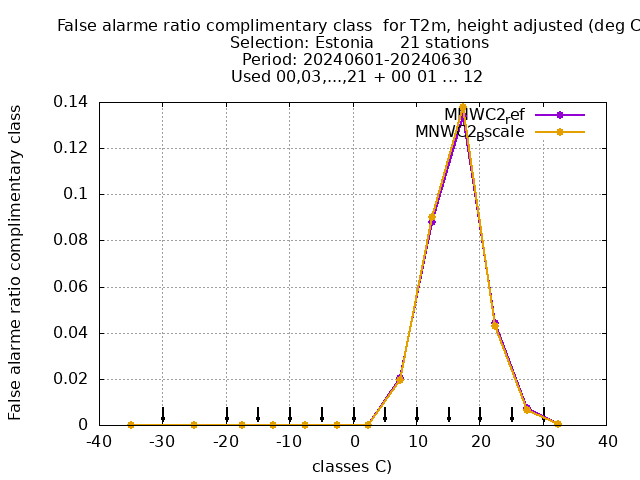 False alarme ratio complimentary class  for T2m, height adjusted (deg C
Selection: Estonia     21 stations
Period: 20240601-20240630
Used 00,03,...,21 + 00 01 ... 12
False alarme ratio complimentary class
0.14
0.12
0.1
0.08
0.06
0.04
0.02
0
MNWC2ref
MNWC2Bscale
-40
-30
-20
-10
0
10
20
30
40
classes C)